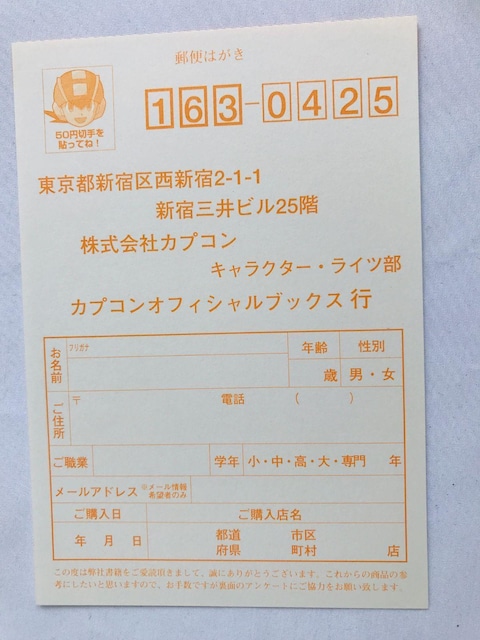 郵便はがき
50円切手を
貼ってね！
163-0425
東京都新宿区西新宿2-1-1
新宿三井ビル25階
株式会社カプコン
キャラクター・ライツ部
カプコンオフィシャルブックス 行
お名前 フリガナ 年齢 性別
歳 男・女
ご住所 〒 電話 （ ）
ご職業 学年 小・中・高・大・専門 年
メールアドレス ※メール情報
希望者のみ
ご購入日 ご購入店名
年 月 日 都道 市区
府県 町村 店
この度は弊社書籍をご愛読頂きまして、誠にありがとうございます。これからの商品の参
考にしたいと思いますので、お手数ですが裏面のアンケートにご協力をお願い致します。